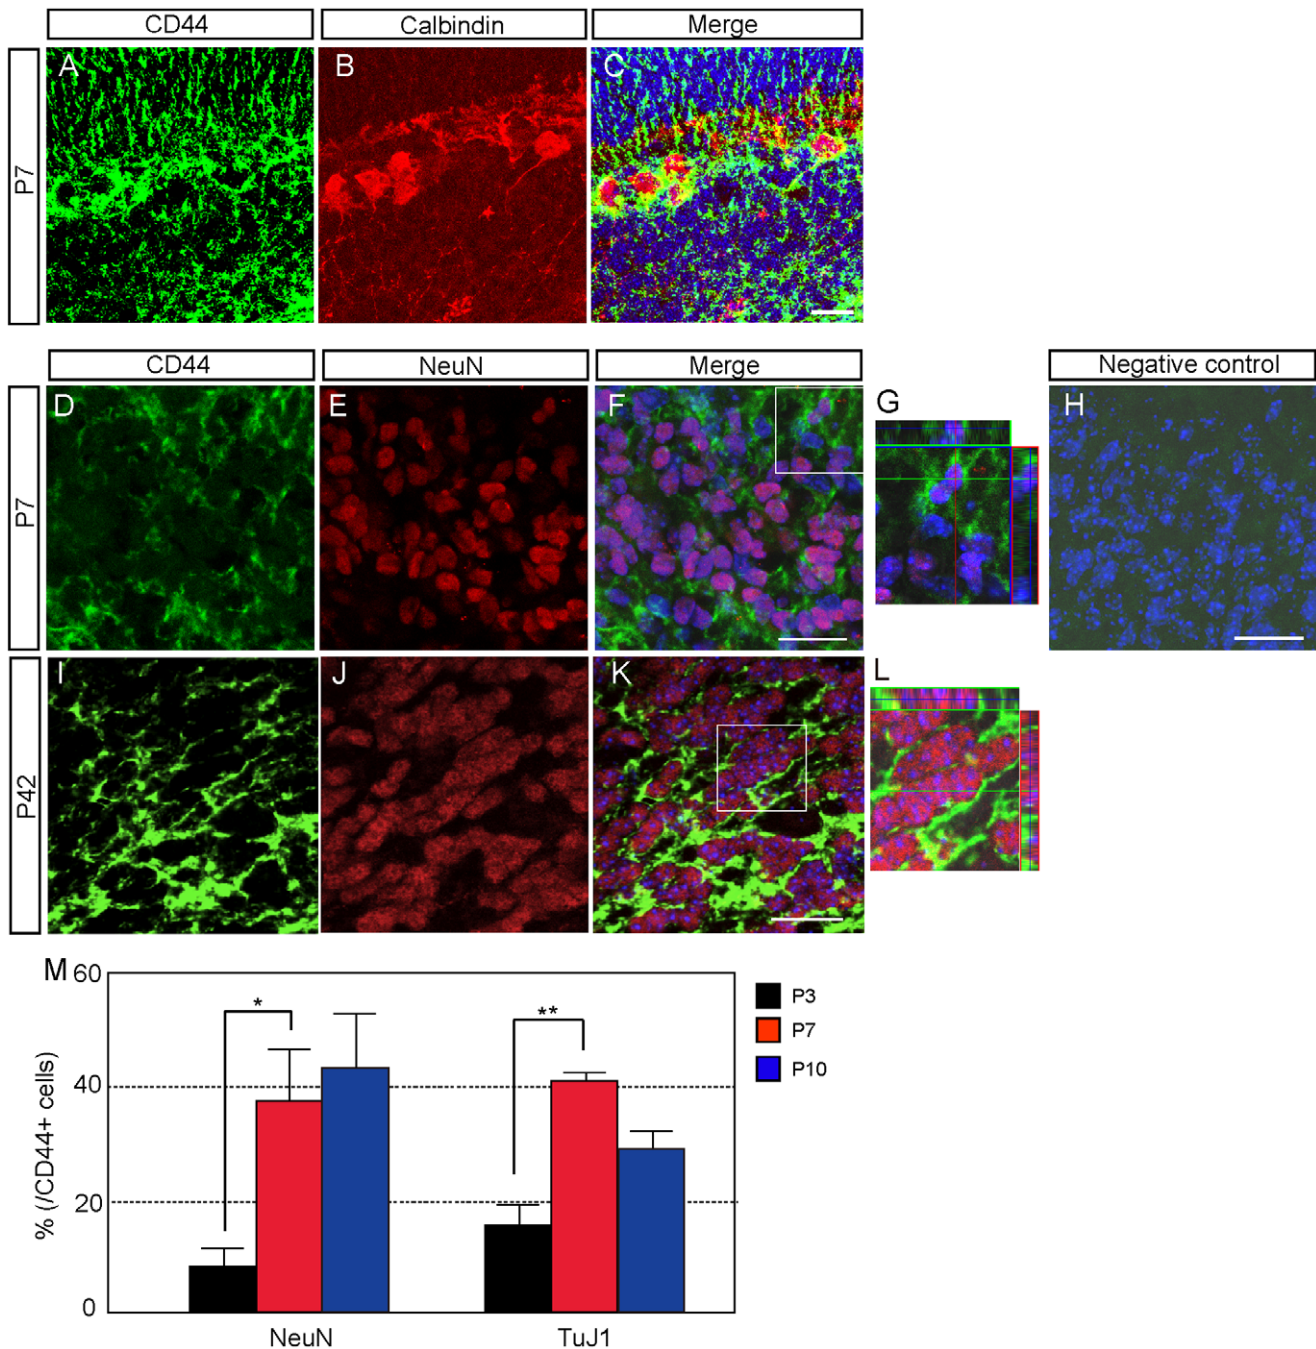 CD44
Calbindin
Merge
P7
A
B
C
CD44
NeuN
Merge
Negative control
P7
D
E
F
G
H
P42
I
J
K
L
M
60
40
20
0
% (/CD44+ cells)
*
**
NeuN
TuJ1
P3
P7
P10